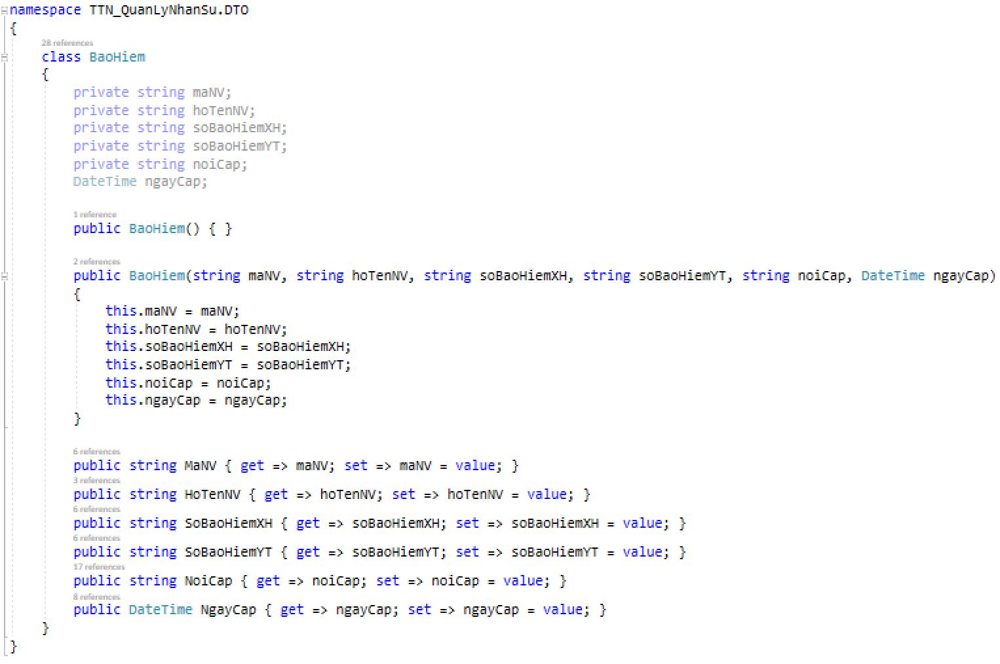 namespace TTN_QuanLyNhanSu.DTO
{
28 references
class BaoHiem
{
private string maNV;
private string hoTenNV;
private string soBaoHiemXH;
private string soBaoHiemYT;
private string noiCap;
DateTime ngayCap;
1 reference
public BaoHiem() { }
2 references
public BaoHiem(string maNV, string hoTenNV, string soBaoHiemXH, string soBaoHiemYT, string noiCap, DateTime ngayCap)
{
this.maNV = maNV;
this.hoTenNV = hoTenNV;
this.soBaoHiemXH = soBaoHiemXH;
this.soBaoHiemYT = soBaoHiemYT;
this.noiCap = noiCap;
this.ngayCap = ngayCap;
}
6 references
public string MaNV { get => maNV; set => maNV = value; }
3 references
public string HoTenNV { get => hoTenNV; set => hoTenNV = value; }
6 references
public string SoBaoHiemXH { get => soBaoHiemXH; set => soBaoHiemXH = value; }
6 references
public string SoBaoHiemYT { get => soBaoHiemYT; set => soBaoHiemYT = value; }
17 references
public string NoiCap { get => noiCap; set => noiCap = value; }
8 references
public DateTime NgayCap { get => ngayCap; set => ngayCap = value; }
}
}